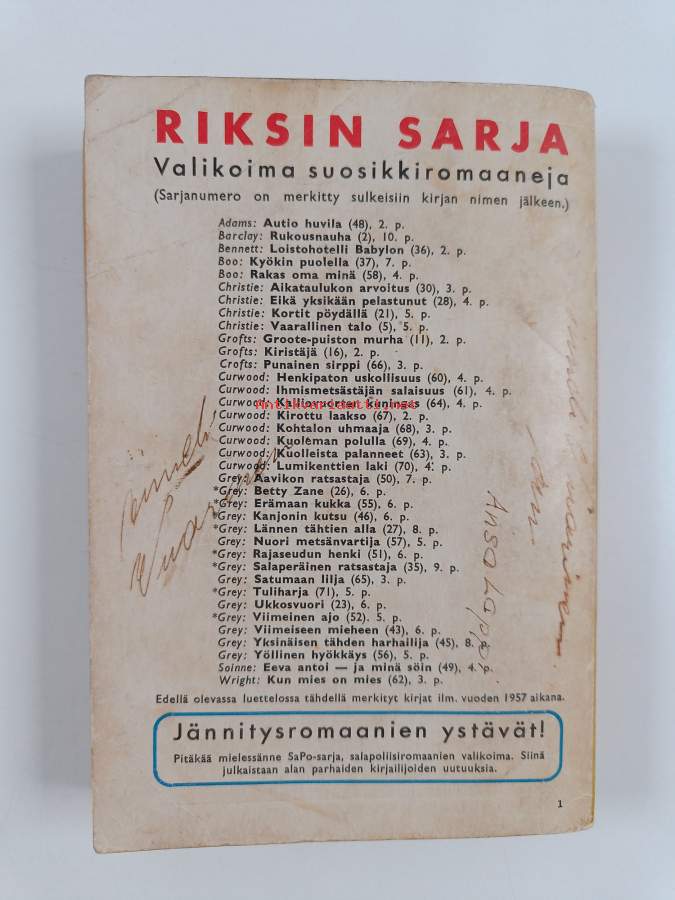 RIKSIN SARJA
Valikoima suosikkiromaaneja
(Sarjanumero on merkitty sulkeisiin kirjan nimen jälkeen.)
Adams: Autio huvila (48), 2. p.
Barclay: Rukousnauha (2), 10. p.
Bennett: Loistohotelli Babylon (36), 2. p.
Boo: Kyökin puolella (37), 7. p.
Boo: Rakas oma minä (58), 4. p.
Christie: Aikataulukon arvoitus (30), 3. p.
Christie: Eikä yksikään pelastunut (28), 4. p.
Christie: Kortit pöydällä (21), 5. p.
Christie: Vaarallinen talo (5), 5. p.
Grofts: Groote-puiston murha (11), 2. p.
Grofts: Kiristäjä (16), 2. p.
Crofts: Punainen sirppi (66), 3. p.
Curwood: Henkipaton uskollisuus (60), 4. p.
Curwood: Ihmismetsästäjän salaisuus (61), 4. p.
Curwood: Kalliovuorten kuningas (64), 4. p.
Antikvariaatti.net
Curwood: Kirottu laakso (67), 2. p.
Curwood: Kohtalon uhmaaja (68), 3. p.
Curwood: Kuoleman polulla (69), 4. p.
Curwood: Kuolleista palanneet (63), 3. p.
Curwood: Lumikenttien laki (70), 4. p.
Grey: Aavikon ratsastaja (50), 7. p.
*Grey: Betty Zane (26), 6. p.
*Grey: Erämaan kukka (55), 6. p.
*Grey: Kanjonin kutsu (46), 6. p.
*Grey: Lännen tähtien alla (27), 8. p.
Grey: Nuori metsänvartija (57), 5. p.
*Grey: Rajaseudun henki (51), 6. p.
*Grey: Salaperäinen ratsastaja (35), 9. p.
Grey: Satumaan lilja (65), 3. p.
*Grey: Tuliharja (71), 5. p.
Grey: Ukkosvuori (23), 6. p.
*Grey: Viimeinen ajo (52). 5. p.
Grey: Viimeiseen mieheen (43), 6. p.
Grey: Yksinäisen tähden harhailija (45), 8. p.
Grey: Yöllinen hyökkäys (56), 5. p.
Soinne: Eeva antoi — ja minä söin (49), 4. p.
Wright: Kun mies on mies (62), 3. p.
Edellä olevassa luettelossa tähdellä merkityt kirjat ilm. vuoden 1957 aikana.
Jännitysromaanien ystävät!
Pitäkää mielessänne SaPo-sarja, salapoliisiromaanien valikoima. Siinä
julkaistaan alan parhaiden kirjailijoiden uutuuksia.
1